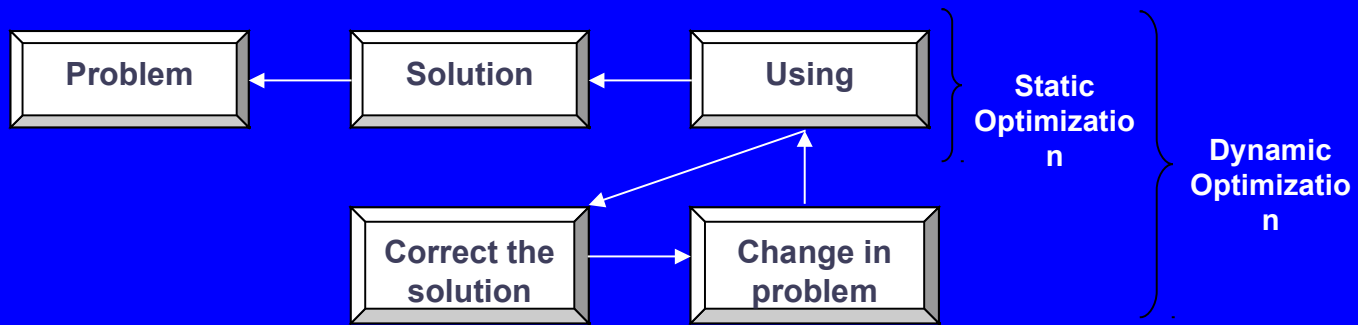 Problem
Solution
Using
Static
Optimizatio
n
Dynamic
Optimizatio
n
Correct the
solution
Change in
problem